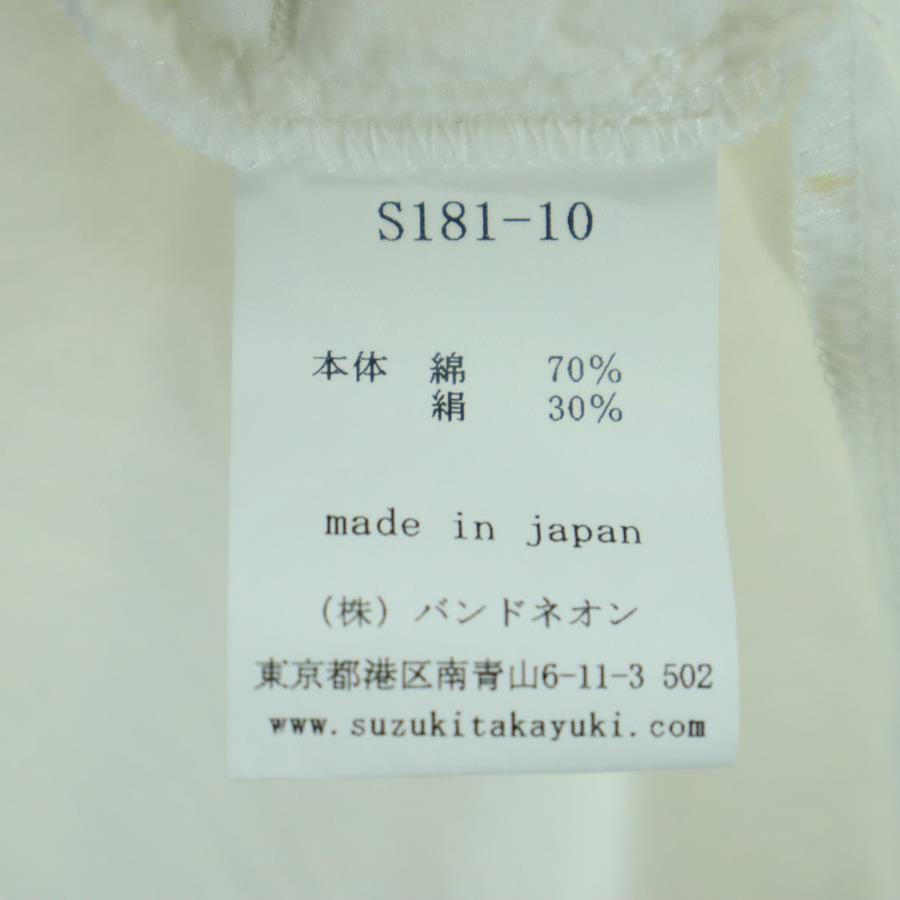 S181-10
本体 綿 70%
絹 30%
made in japan
(株) バンドネオン
東京都港区南青山6-11-3 502
www.suzukitakayuki.com